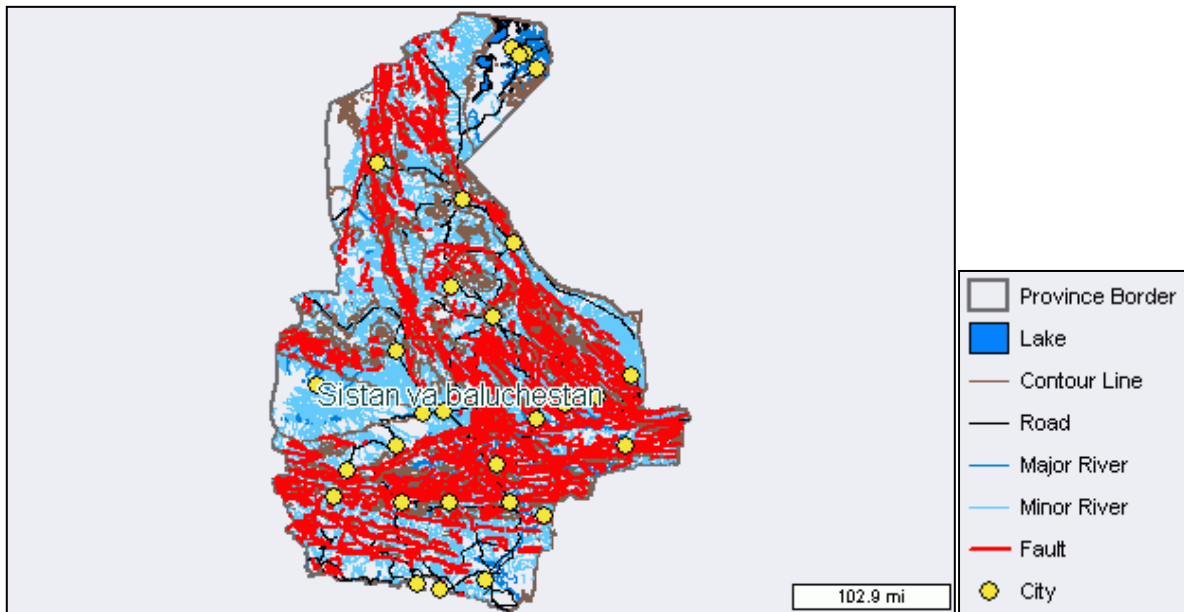 Sistan va baluchestan
102.9 mi
Province Border
Lake
Contour Line
Road
Major River
Minor River
Fault
City